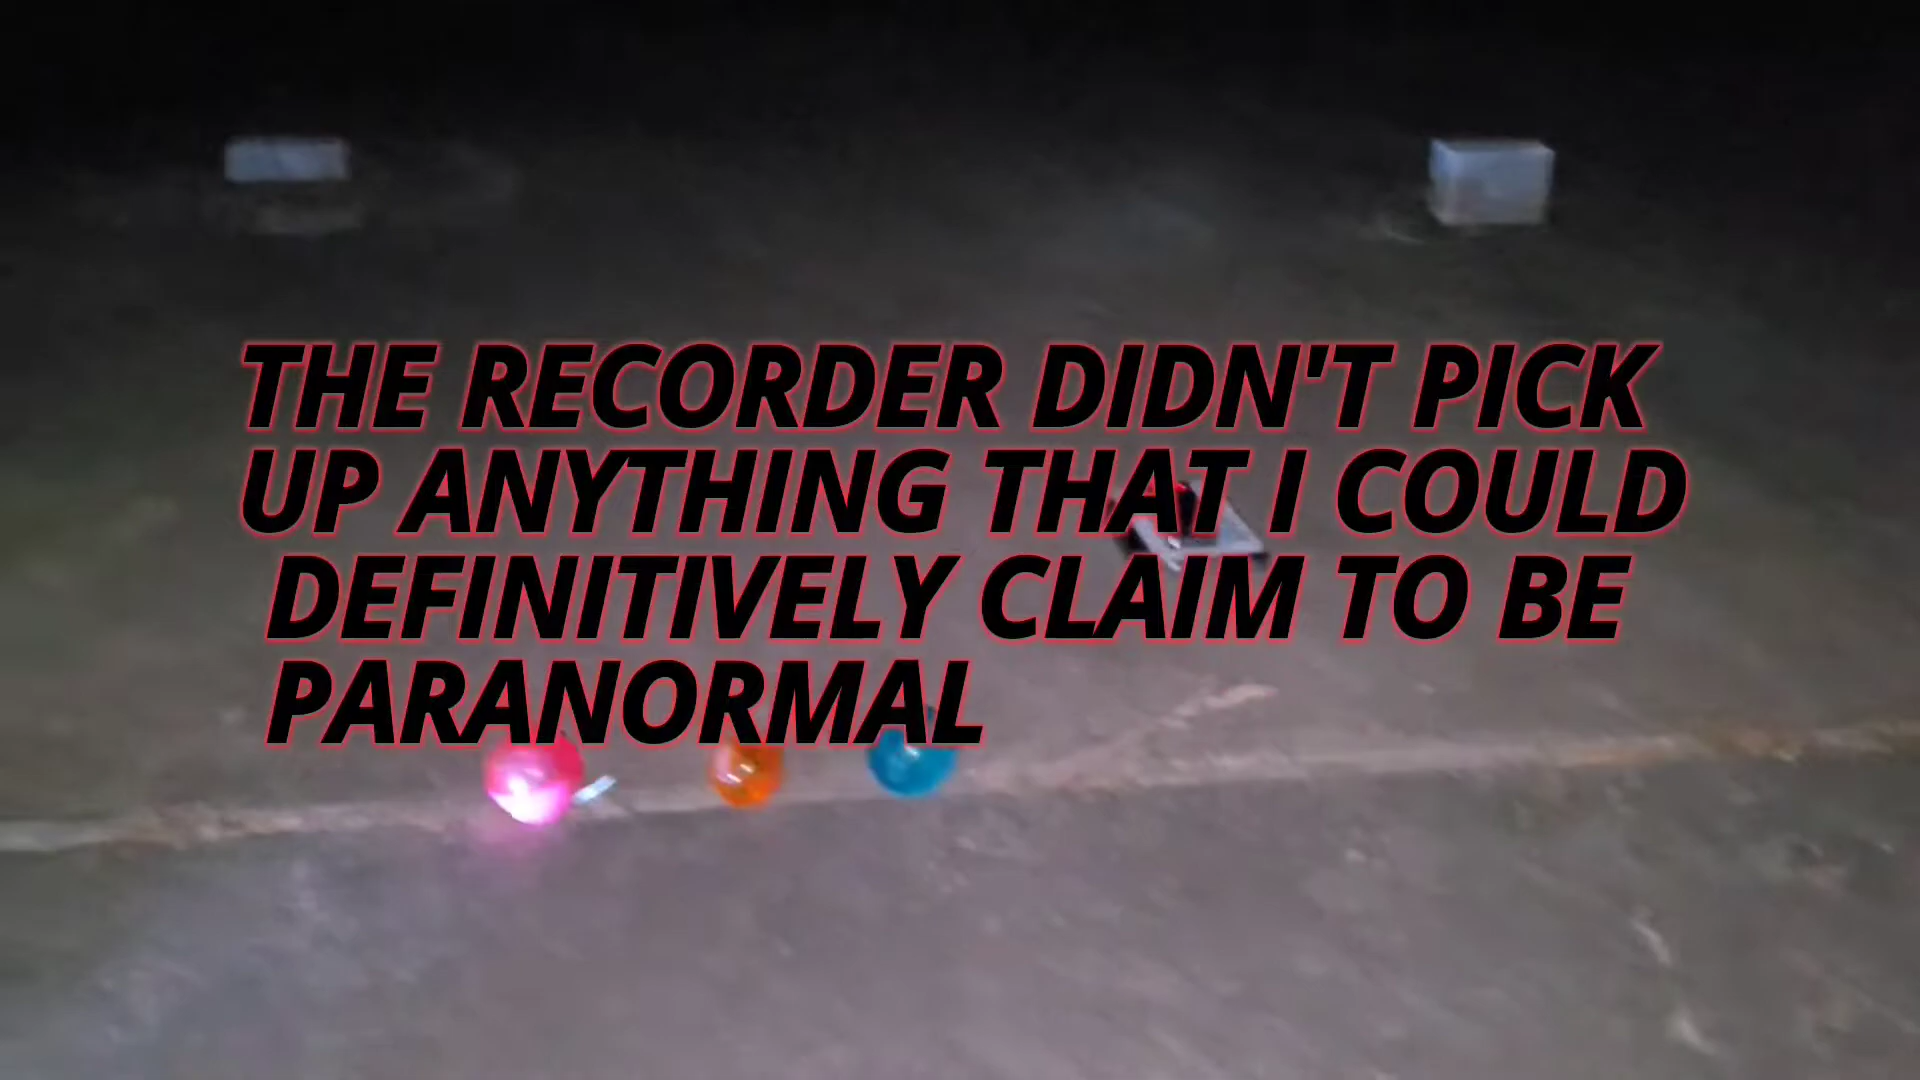 THE RECORDER DIDN'T PICK
UP ANYTHING THAT I COULD
DEFINITIVELY CLAIM TO BE
PARANORMAL